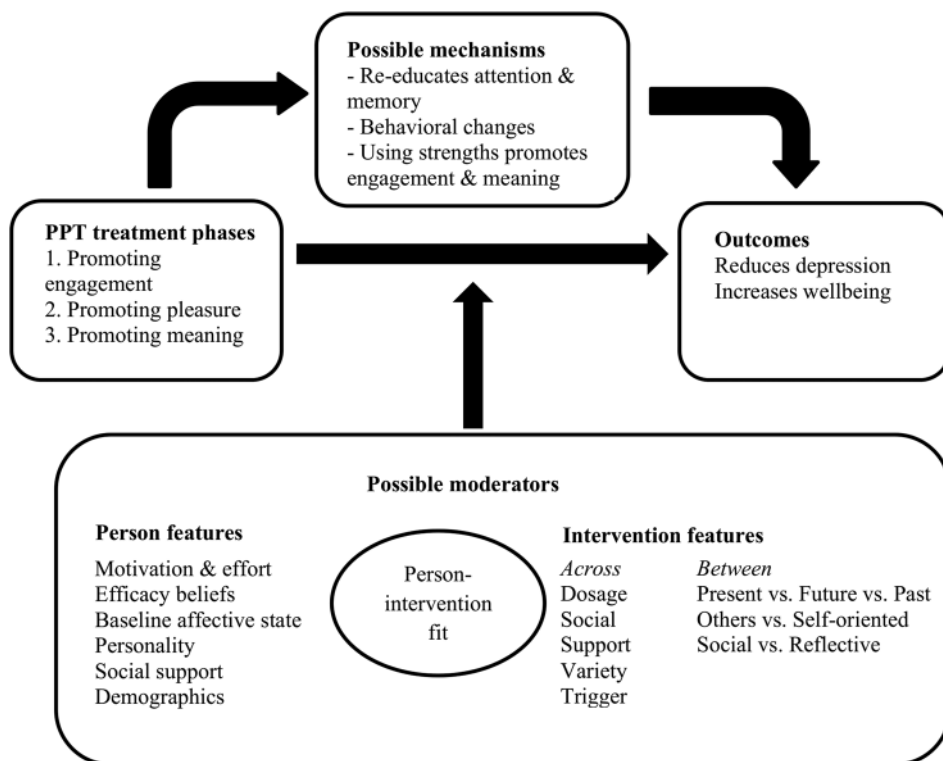 Possible mechanisms
- Re-educates attention &
memory
- Behavioral changes
- Using strengths promotes
engagement & meaning
PPT treatment phases
1. Promoting
engagement
2. Promoting pleasure
3. Promoting meaning
Outcomes
Reduces depression
Increases wellbeing
Possible moderators
Person features
Motivation & effort
Efficacy beliefs
Baseline affective state
Personality
Social support
Demographics
Person-
intervention
fit
Intervention features
Across
Dosage
Social
Support
Variety
Trigger
Between
Present vs. Future vs. Past
Others vs. Self-oriented
Social vs. Reflective